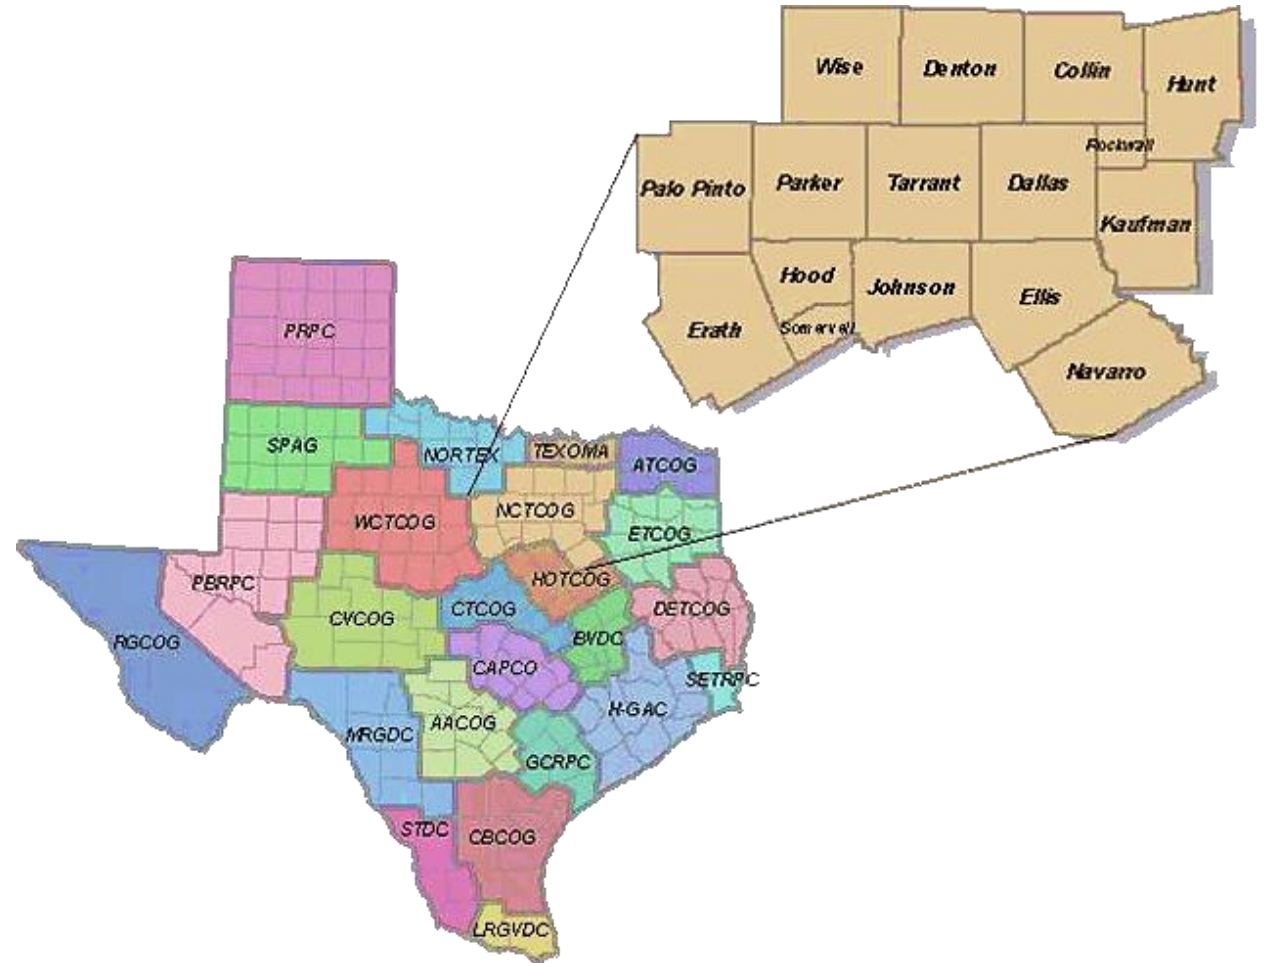 Wise
Denton
Collin
Hunt
Rockwall
Palo Pinto
Parker
Tarrant
Dallas
Kaufman
Hood
Johnson
Ellis
Erath
Somervell
Navarro
PRPC
SPAG
NORTEX
TEXOMA
ATCOG
WCTCOG
NCTCOG
ETCOG
PBRPC
HOTCOG
CVCOG
CTCOG
DETCOG
BVDC
RGCOG
CAPCO
SETRPC
H-GAC
MRGDC
AACOG
GCRPC
STDC
CBCOG
LRGVDC